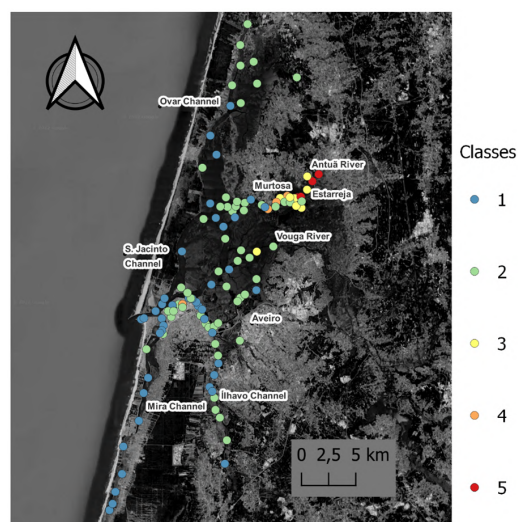 Ovar Channel
Antuã River
Murtosa
Estarreja
Vouga River
S. Jacinto
Channel
Aveiro
Ílhavo Channel
Mira Channel
0 2,5 5 km
Classes
1
2
3
4
5